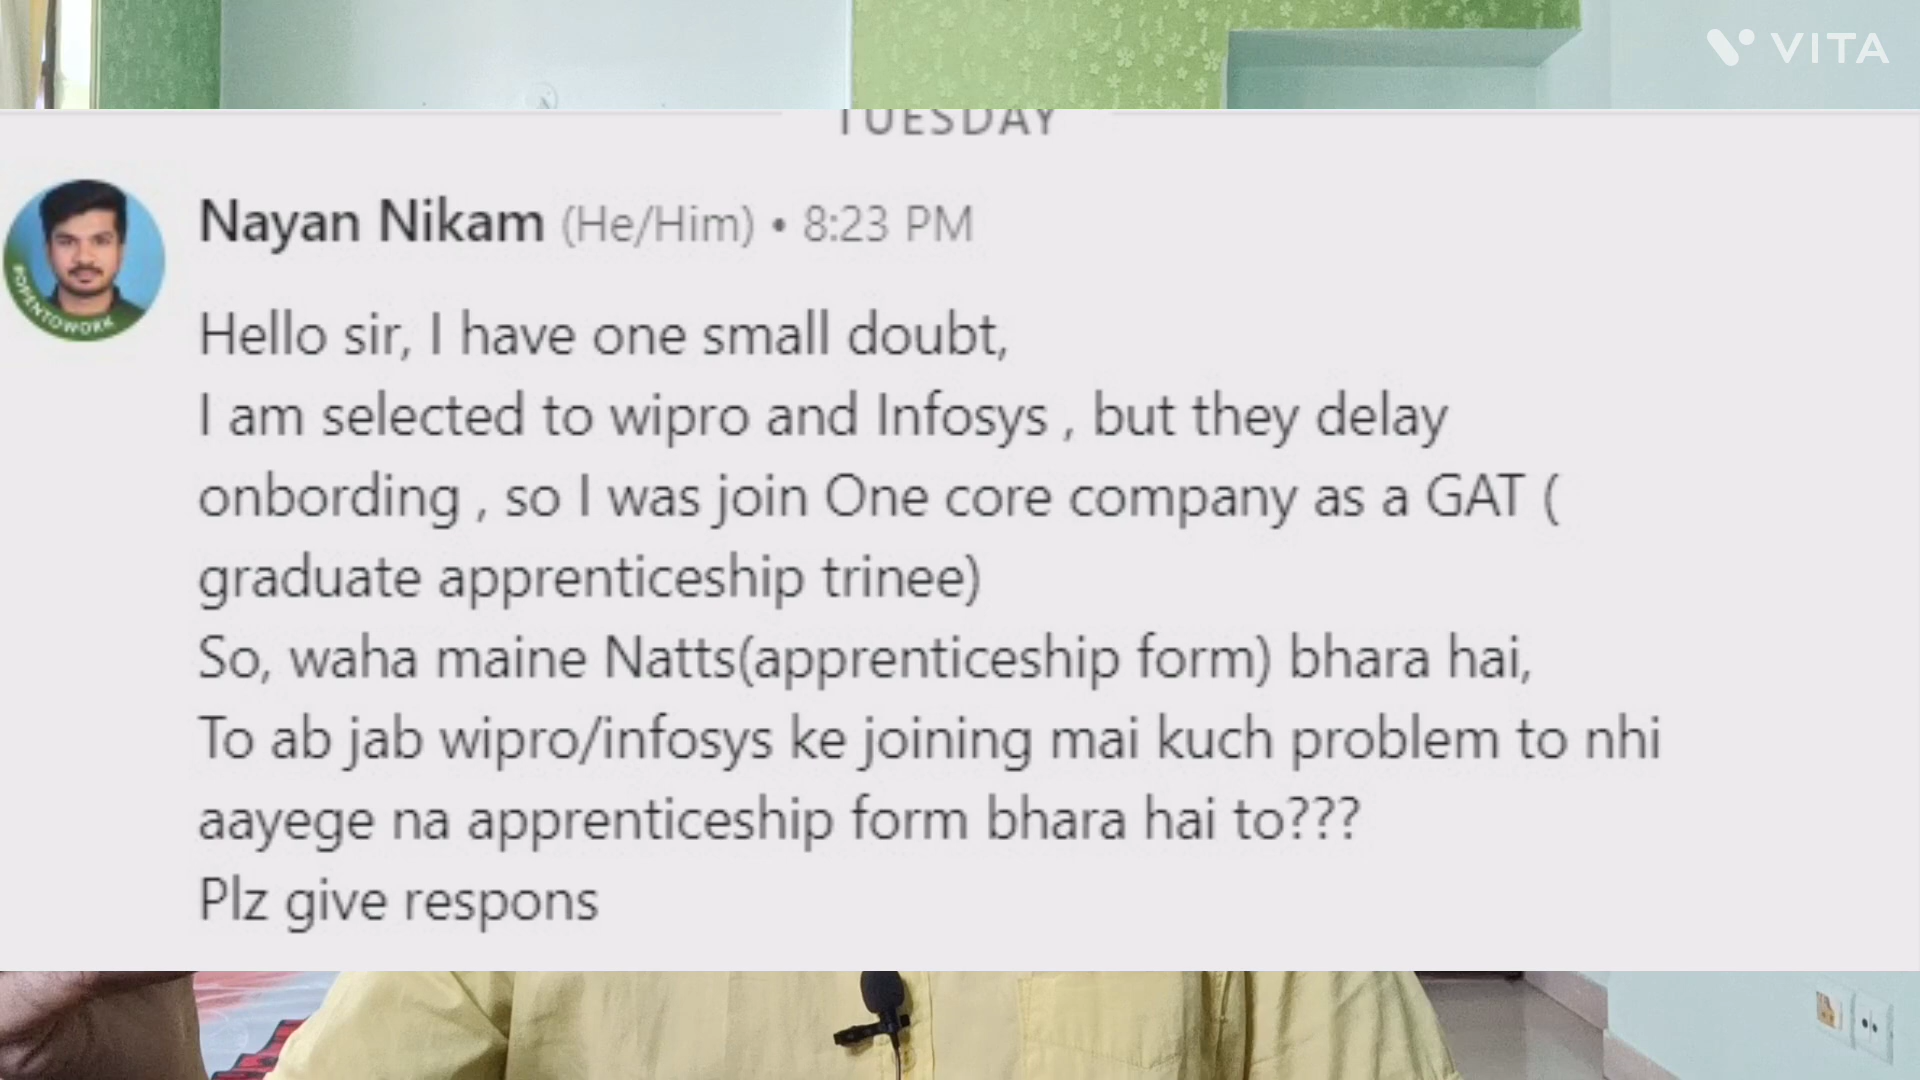 VITA
TUESDAY
Nayan Nikam (He/Him) • 8:23 PM
#OPENTOWORK
Hello sir, I have one small doubt,
I am selected to wipro and Infosys , but they delay
onbording , so I was join One core company as a GAT (
graduate apprenticeship trinee)
So, waha maine Natts(apprenticeship form) bhara hai,
To ab jab wipro/infosys ke joining mai kuch problem to nhi
aayege na apprenticeship form bhara hai to???
Plz give respons